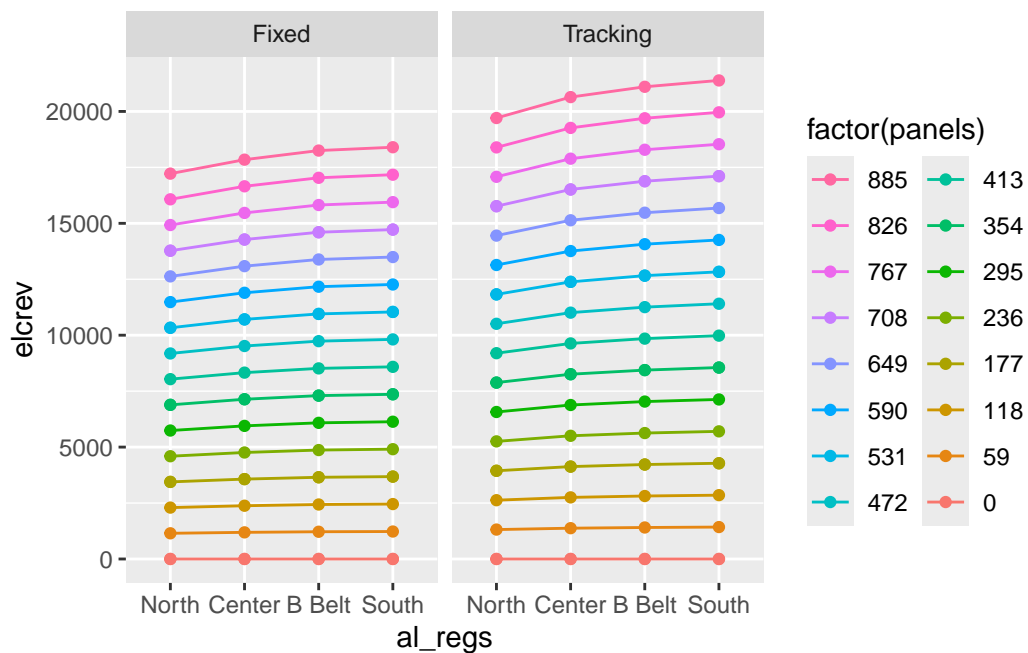 Fixed
Tracking
20000
15000
10000
5000
0
elcrev
North Center B Belt South
North Center B Belt South
al_regs
factor(panels)
885 413
826 354
767 295
708 236
649 177
590 118
531 59
472 0